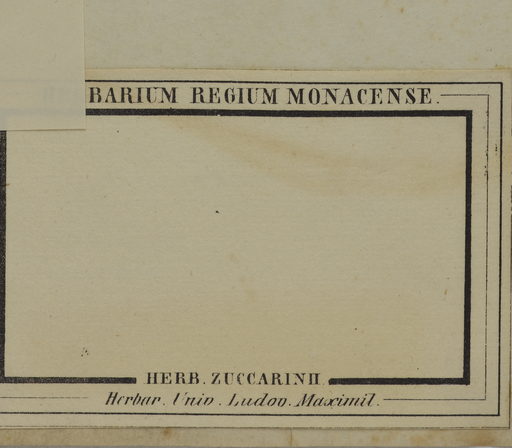 BARIUM REGIUM MONACENSE.
HERB. ZUCCARINII.
Herbar. Univ. Ludov. Maximil.